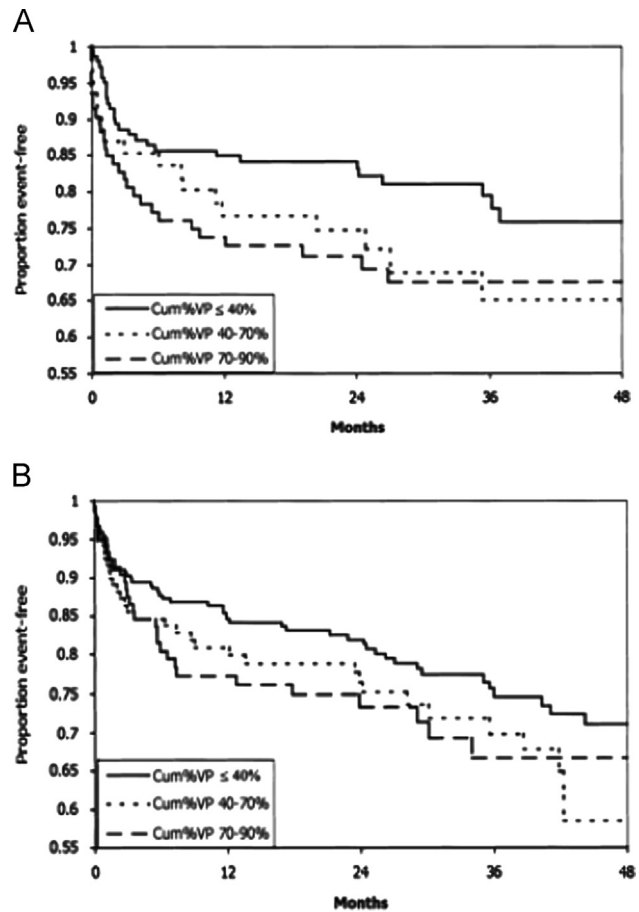 A
Proportion event-free
1
0.95
0.9
0.85
0.8
0.75
0.7
0.65
0.6
0.55
Cum%VP ≤ 40%
Cum%VP 40-70%
Cum%VP 70-90%
0 12 24 36 48
Months
B
Proportion event-free
1
0.95
0.9
0.85
0.8
0.75
0.7
0.65
0.6
0.55
Cum%VP ≤ 40%
Cum%VP 40-70%
Cum%VP 70-90%
0 12 24 36 48
Months